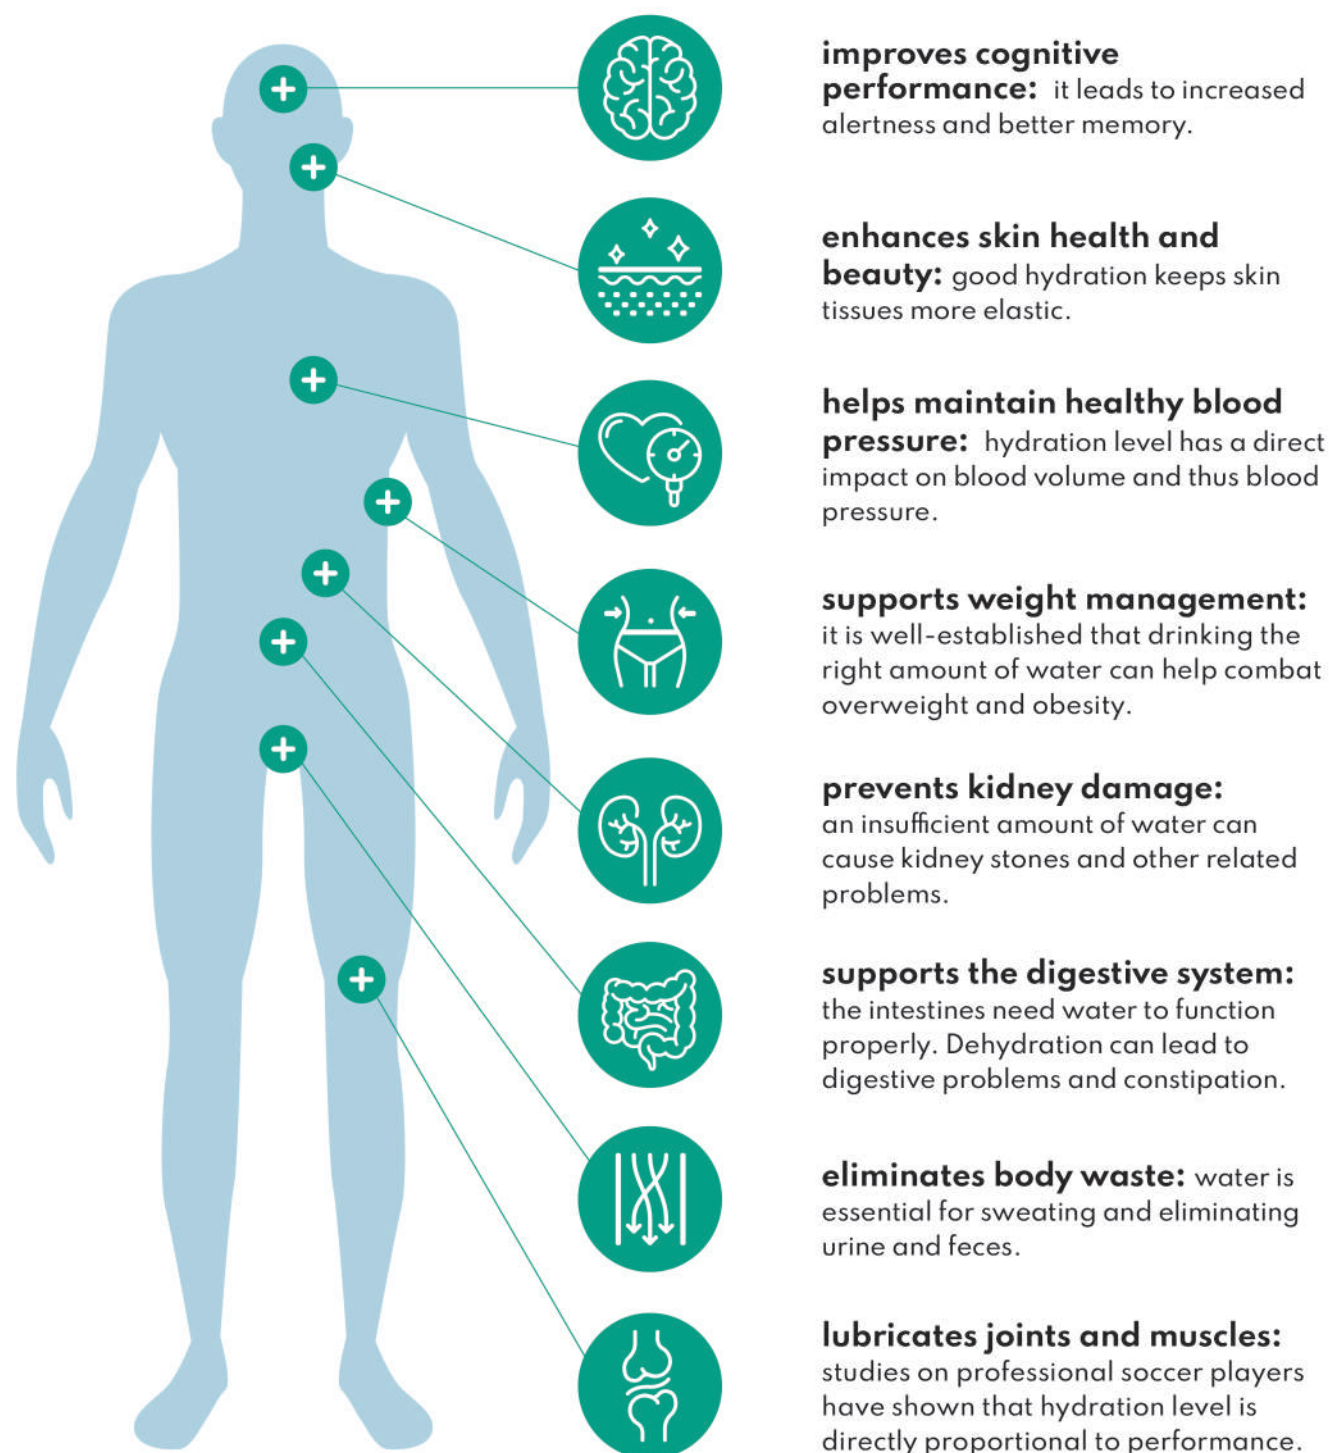 improves cognitive
performance: it leads to increased
alertness and better memory.
enhances skin health and
beauty: good hydration keeps skin
tissues more elastic.
helps maintain healthy blood
pressure: hydration level has a direct
impact on blood volume and thus blood
pressure.
supports weight management:
it is well-established that drinking the
right amount of water can help combat
overweight and obesity.
prevents kidney damage:
an insufficient amount of water can
cause kidney stones and other related
problems.
supports the digestive system:
the intestines need water to function
properly. Dehydration can lead to
digestive problems and constipation.
eliminates body waste: water is
essential for sweating and eliminating
urine and feces.
lubricates joints and muscles:
studies on professional soccer players
have shown that hydration level is
directly proportional to performance.